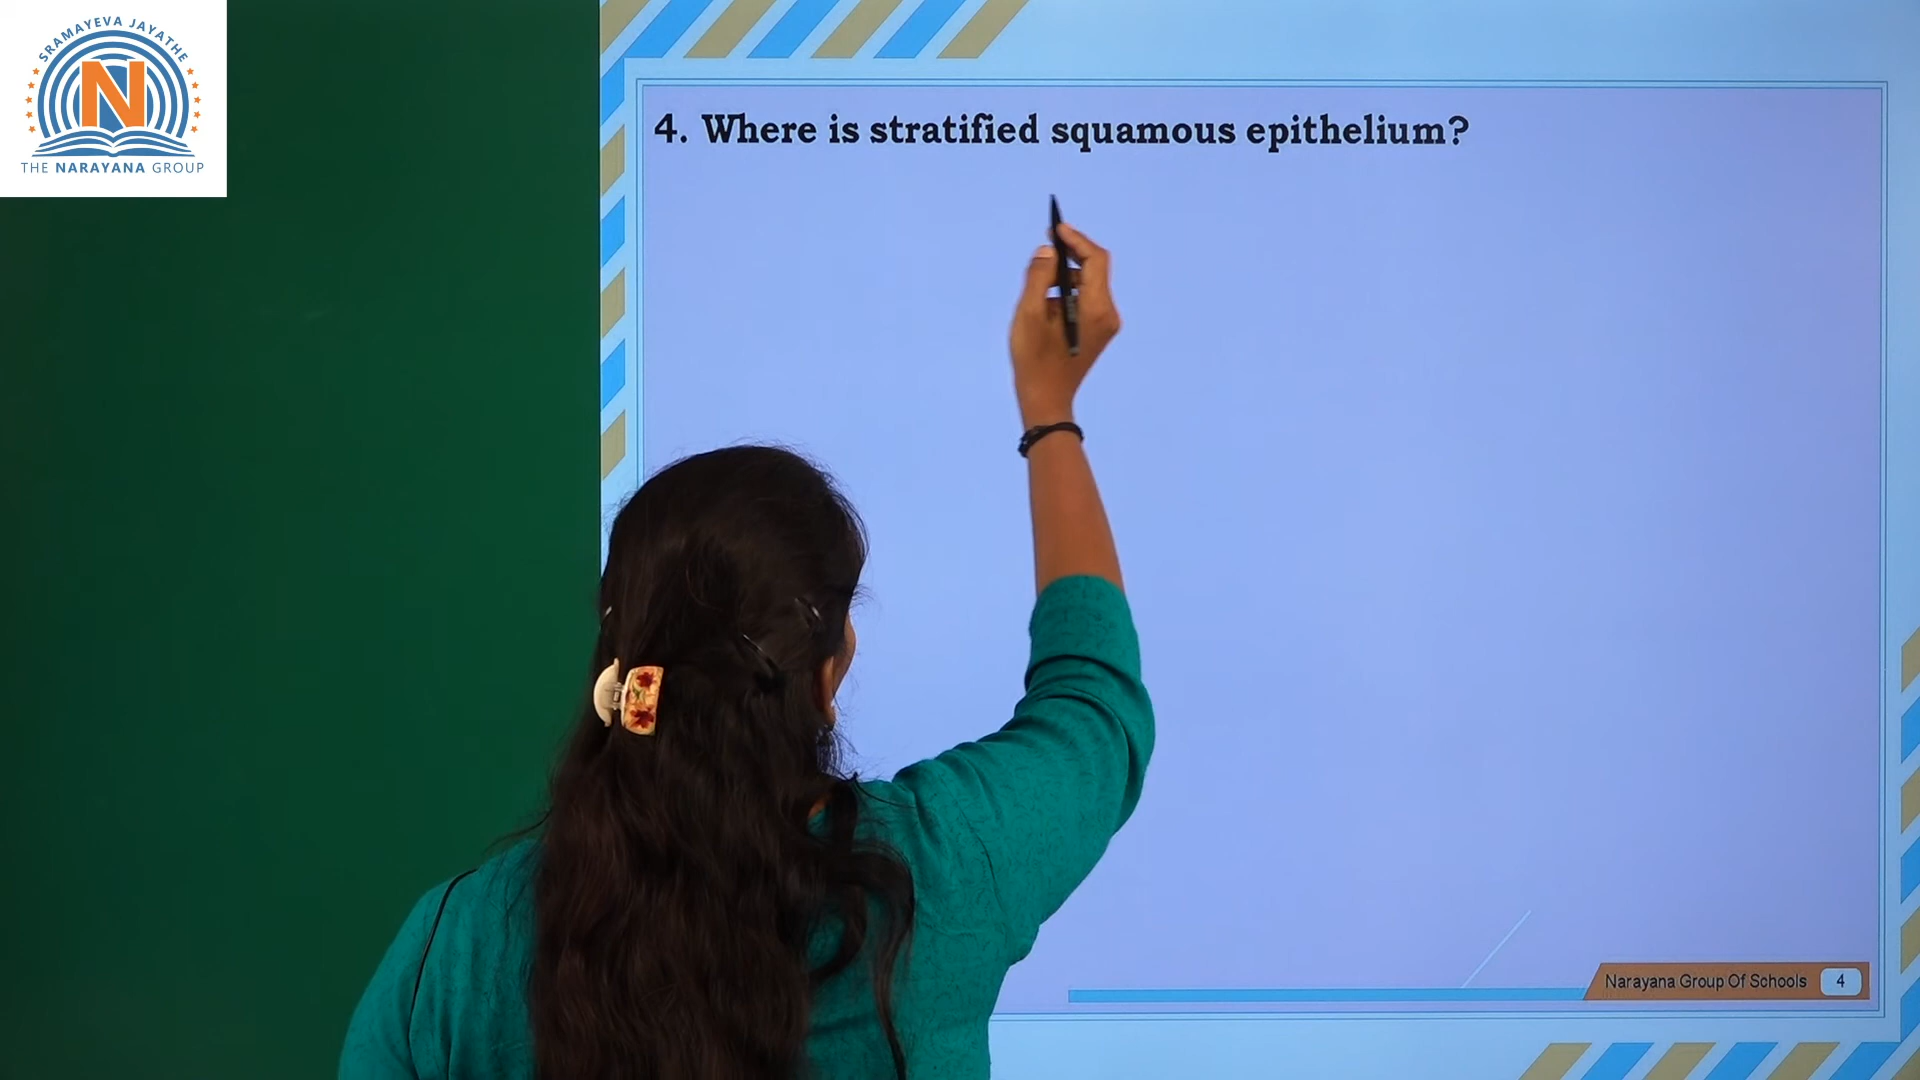 SRAMAYEVA JAYATHE
N
THE NARAYANA GROUP
4. Where is stratified squamous epithelium?
Narayana Group Of Schools 4